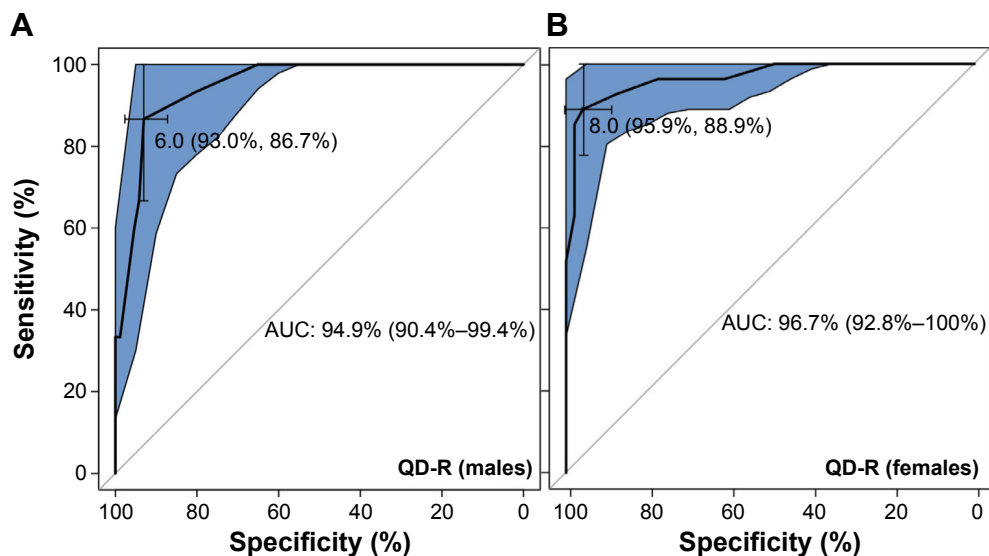 A
B
Sensitivity (%)
100
80
60
40
20
0
6.0 (93.0%, 86.7%)
AUC: 94.9% (90.4%–99.4%)
QD-R (males)
100
80
60
40
20
0
Specificity (%)
8.0 (95.9%, 88.9%)
AUC: 96.7% (92.8%–100%)
QD-R (females)
100
80
60
40
20
0
Specificity (%)